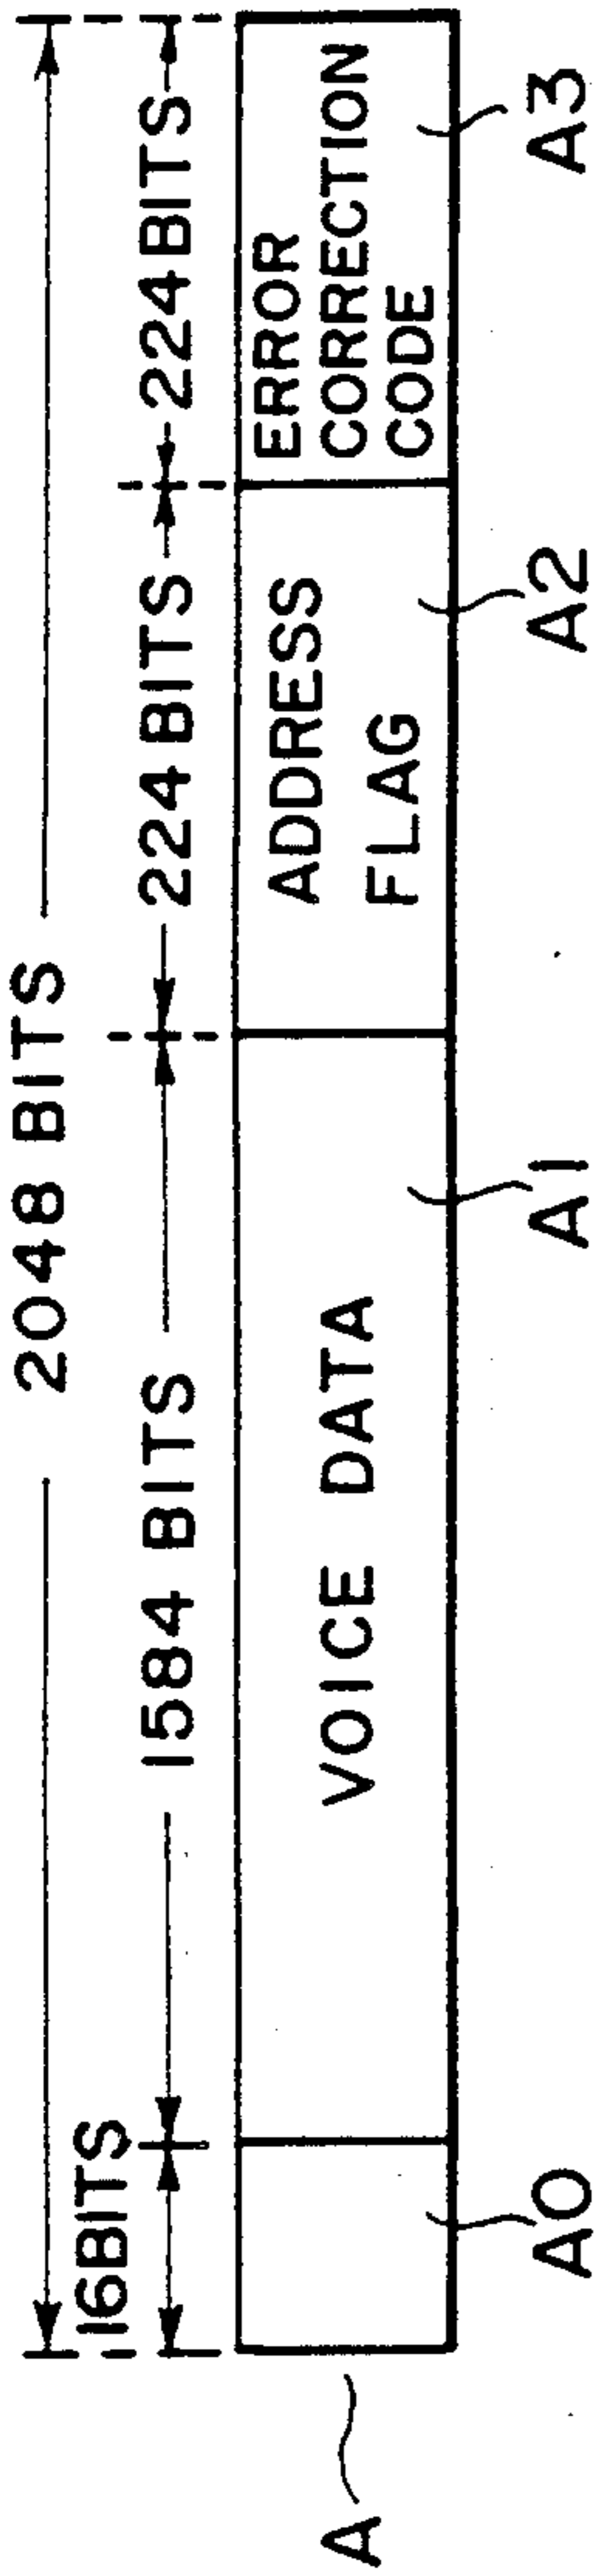 2048 BITS
16BITS
1584 BITS
224 BITS
224 BITS
A
VOICE DATA
ADDRESS
FLAG
ERROR
CORRECTION
CODE
A0
A1
A2
A3